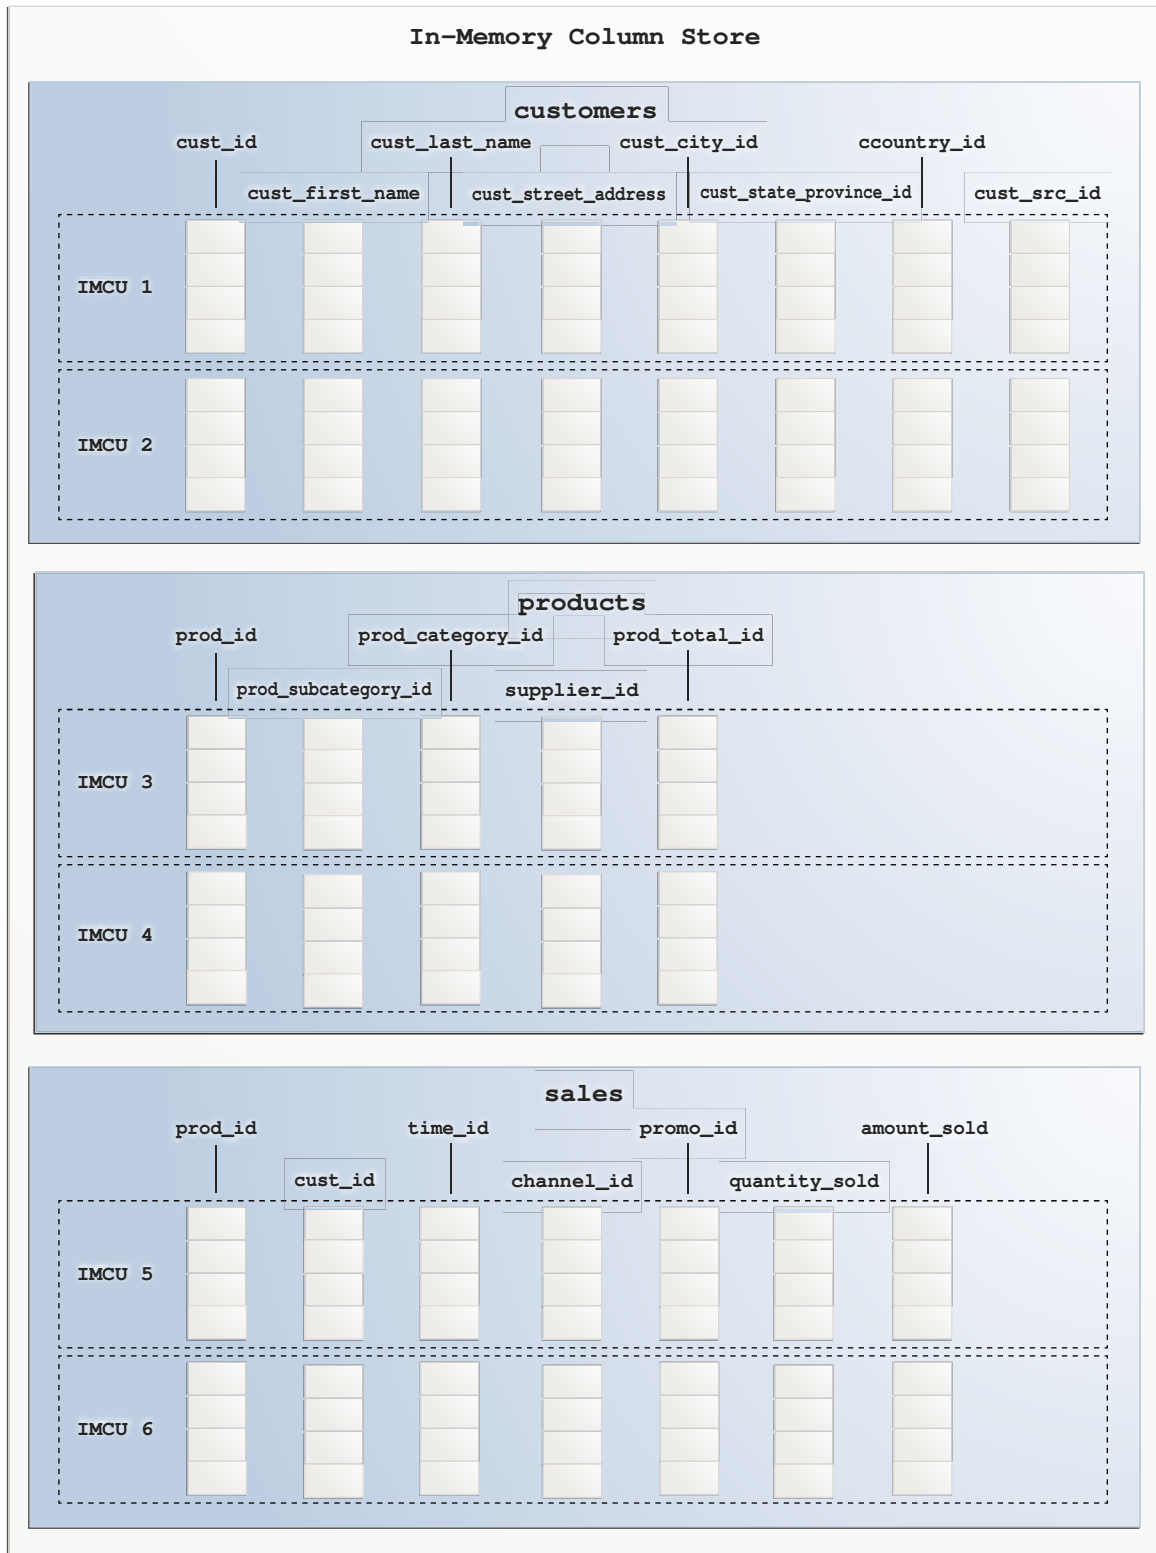 In-Memory Column Store
customers
cust_id cust_last_name cust_city_id ccountry_id
cust_first_name cust_street_address cust_state_province_id cust_src_id
IMCU 1
IMCU 2
products
prod_id prod_category_id prod_total_id
prod_subcategory_id supplier_id
IMCU 3
IMCU 4
sales
prod_id time_id promo_id amount_sold
cust_id channel_id quantity_sold
IMCU 5
IMCU 6